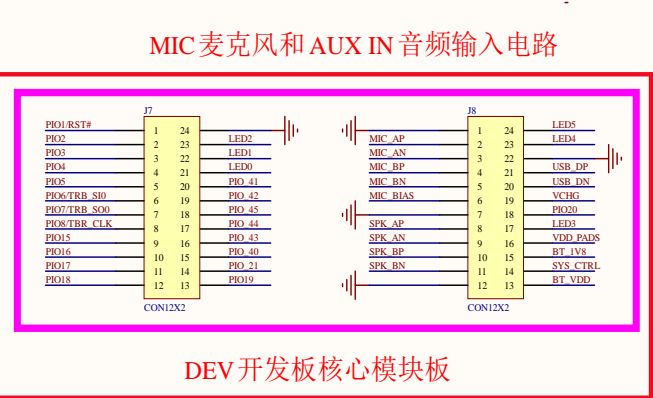 MIC麦克风和AUX IN音频输入电路
J7
PIO1/RST# 1 24
PIO2 2 23 LED2
PIO3 3 22 LED1
PIO4 4 21 LED0
PIO5 5 20 PIO_41
PIO6/TRB_SI0 6 19 PIO_42
PIO7/TRB_SO0 7 18 PIO_45
PIO8/TBR_CLK 8 17 PIO_44
PIO15 9 16 PIO_43
PIO16 10 15 PIO_40
PIO17 11 14 PIO_21
PIO18 12 13 PIO19
CON12X2
J8
1 24 LED5
MIC_AP 2 23 LED4
MIC_AN 3 22
MIC_BP 4 21 USB_DP
MIC_BN 5 20 USB_DN
MIC_BIAS 6 19 VCHG
7 18 PIO20
SPK_AP 8 17 LED3
SPK_AN 9 16 VDD_PADS
SPK_BP 10 15 BT_1V8
SPK_BN 11 14 SYS_CTRL
12 13 BT_VDD
CON12X2
DEV开发板核心模块板